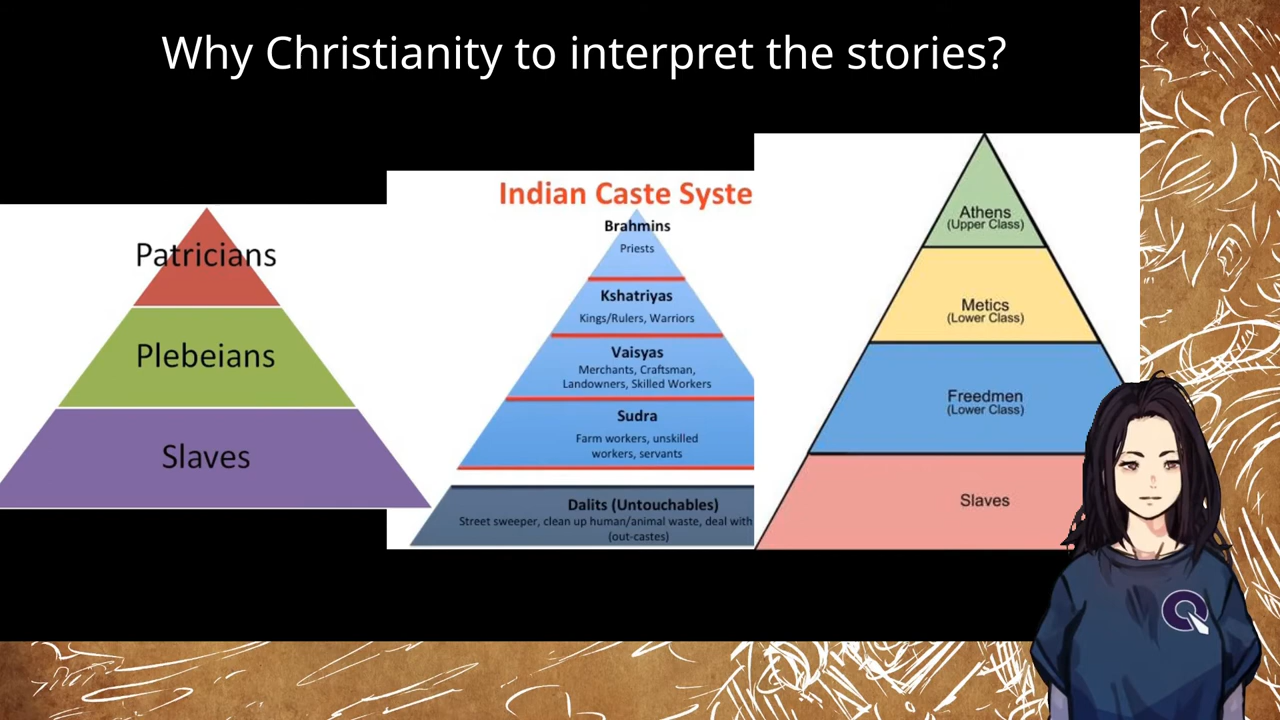 Why Christianity to interpret the stories?
Patricians
Plebeians
Slaves
Indian Caste Syste
Brahmins
Priests
Kshatriyas
Kings/Rulers, Warriors
Vaisyas
Merchants, Craftsman,
Landowners, Skilled Workers
Sudra
Farm workers, unskilled
workers, servants
Dalits (Untouchables)
Street sweeper, clean up human/animal waste, deal with
(out-castes)
Athens
(Upper Class)
Metics
(Lower Class)
Freedmen
(Lower Class)
Slaves